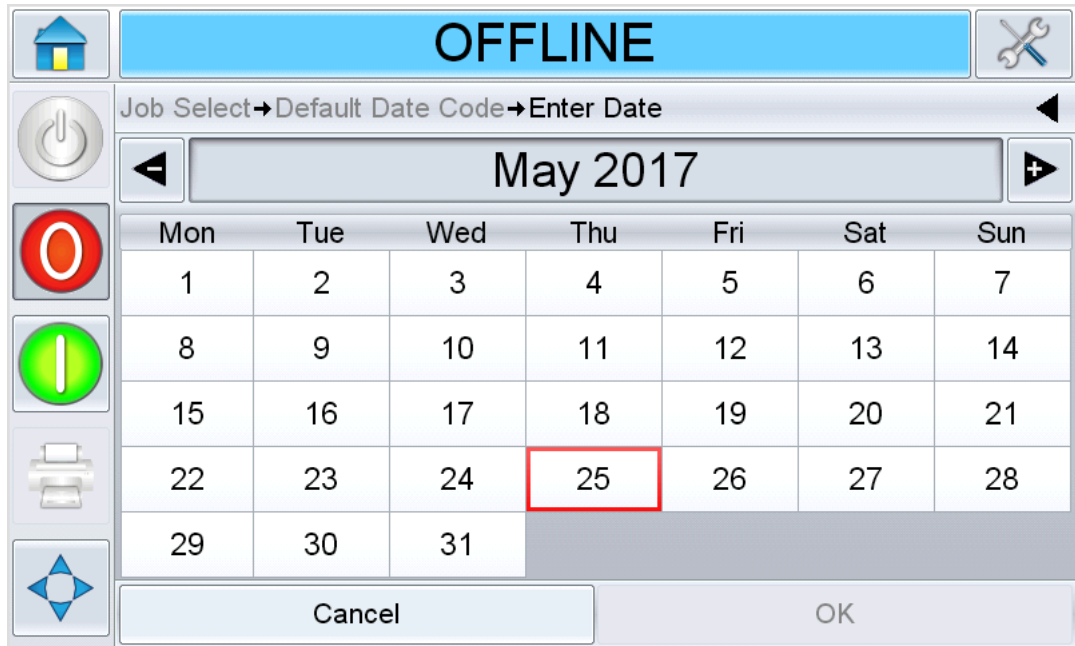 OFFLINE
Job Select→Default Date Code→Enter Date
May 2017
Mon Tue Wed Thu Fri Sat Sun
1 2 3 4 5 6 7
8 9 10 11 12 13 14
15 16 17 18 19 20 21
22 23 24 25 26 27 28
29 30 31
Cancel OK